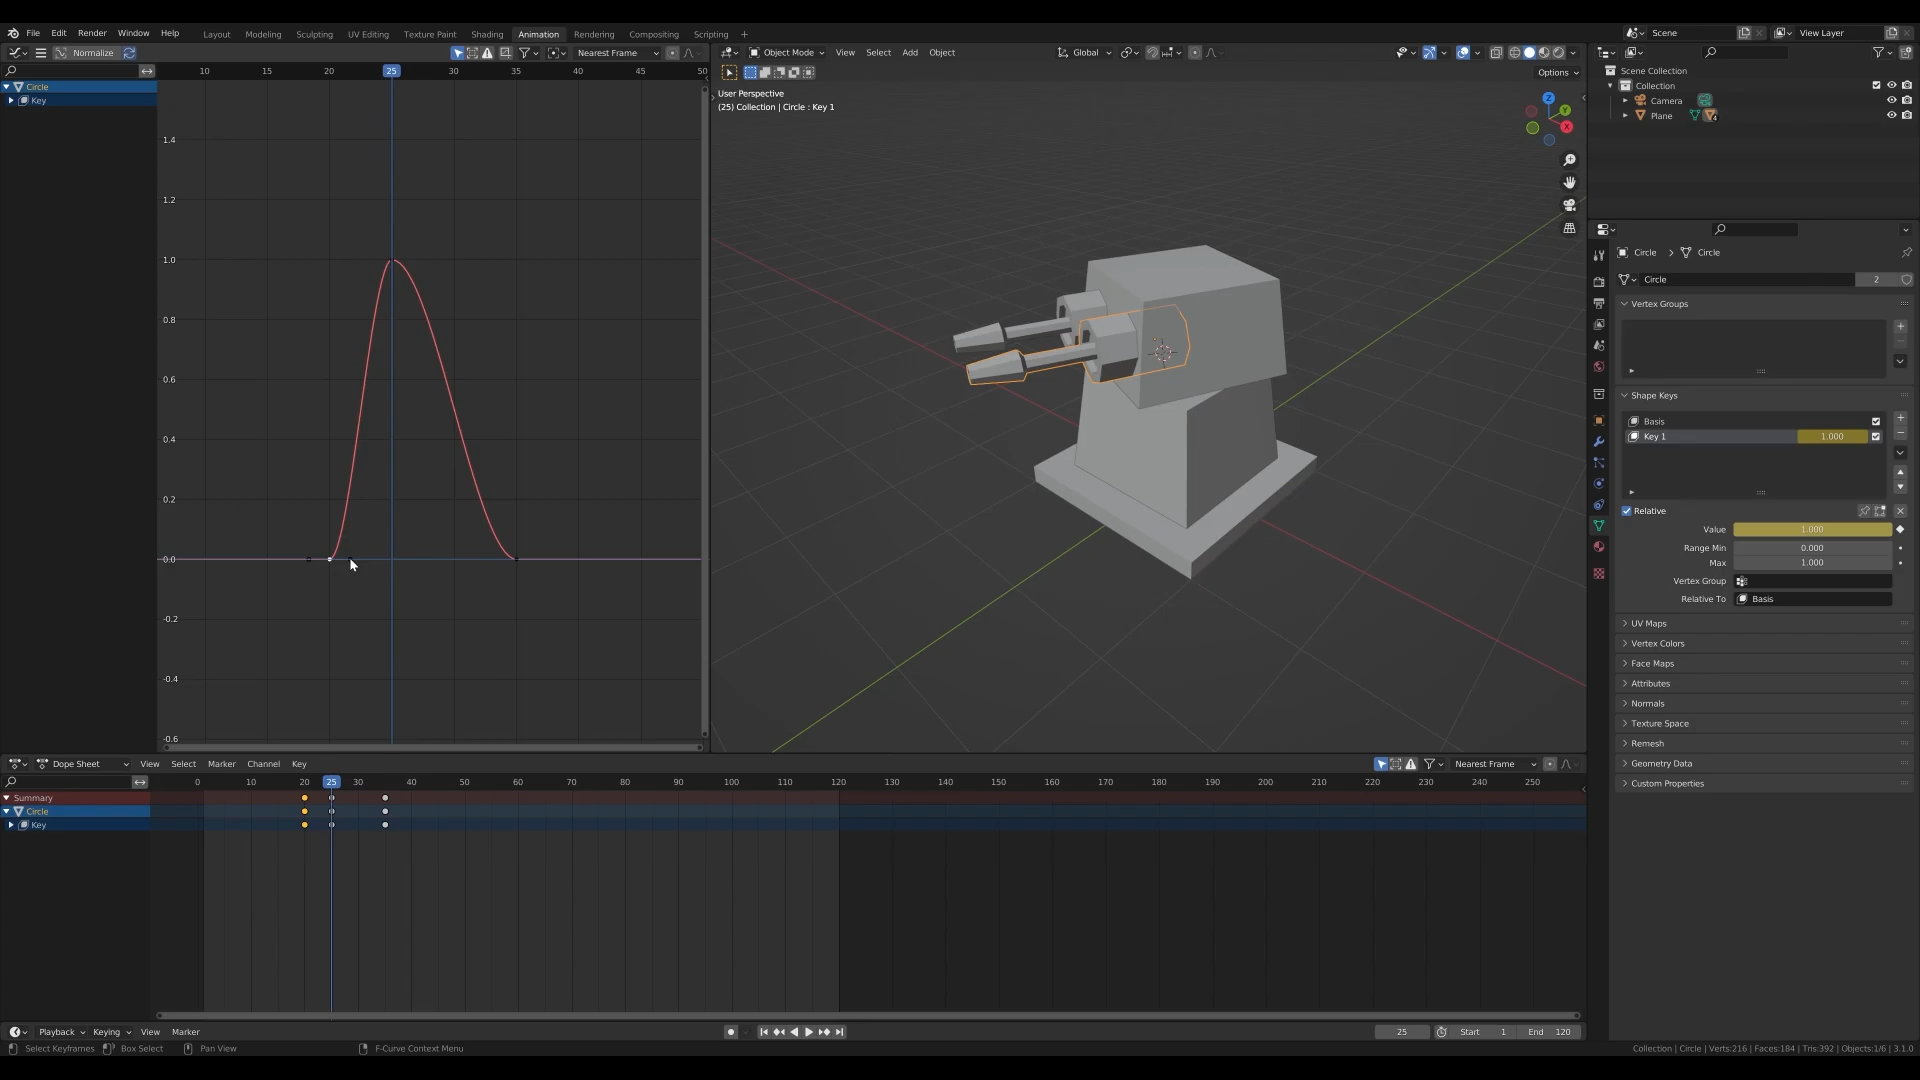 File Edit Render Window Help Layout Modeling Sculpting UV Editing Texture Paint Shading Animation Rendering Compositing Scripting + Scene View Layer
Normalize Nearest Frame
Object Mode View Select Add Object Global
Options
10 15 20 25 30 35 40 45 50
Circle
Key
1.4
1.2
1.0
0.8
0.6
0.4
0.2
0.0
-0.2
-0.4
-0.6
User Perspective
(25) Collection | Circle : Key 1
Z
Y
X
Scene Collection
Collection
Camera
Plane
4
Circle > Circle
Circle 2
Vertex Groups
Shape Keys
Basis
Key 1 1.000
Relative
Value 1.000
Range Min 0.000
Max 1.000
Vertex Group
Relative To Basis
UV Maps
Vertex Colors
Face Maps
Attributes
Normals
Texture Space
Remesh
Geometry Data
Custom Properties
Dope Sheet View Select Marker Channel Key Nearest Frame
0 10 20 25 30 40 50 60 70 80 90 100 110 120 130 140 150 160 170 180 190 200 210 220 230 240 250
Summary
Circle
Key
Playback Keying View Marker 25 Start 1 End 120
Select Keyframes Box Select Pan View F-Curve Context Menu Collection | Circle | Verts:216 | Faces:184 | Tris:392 | Objects:1/6 | 3.1.0